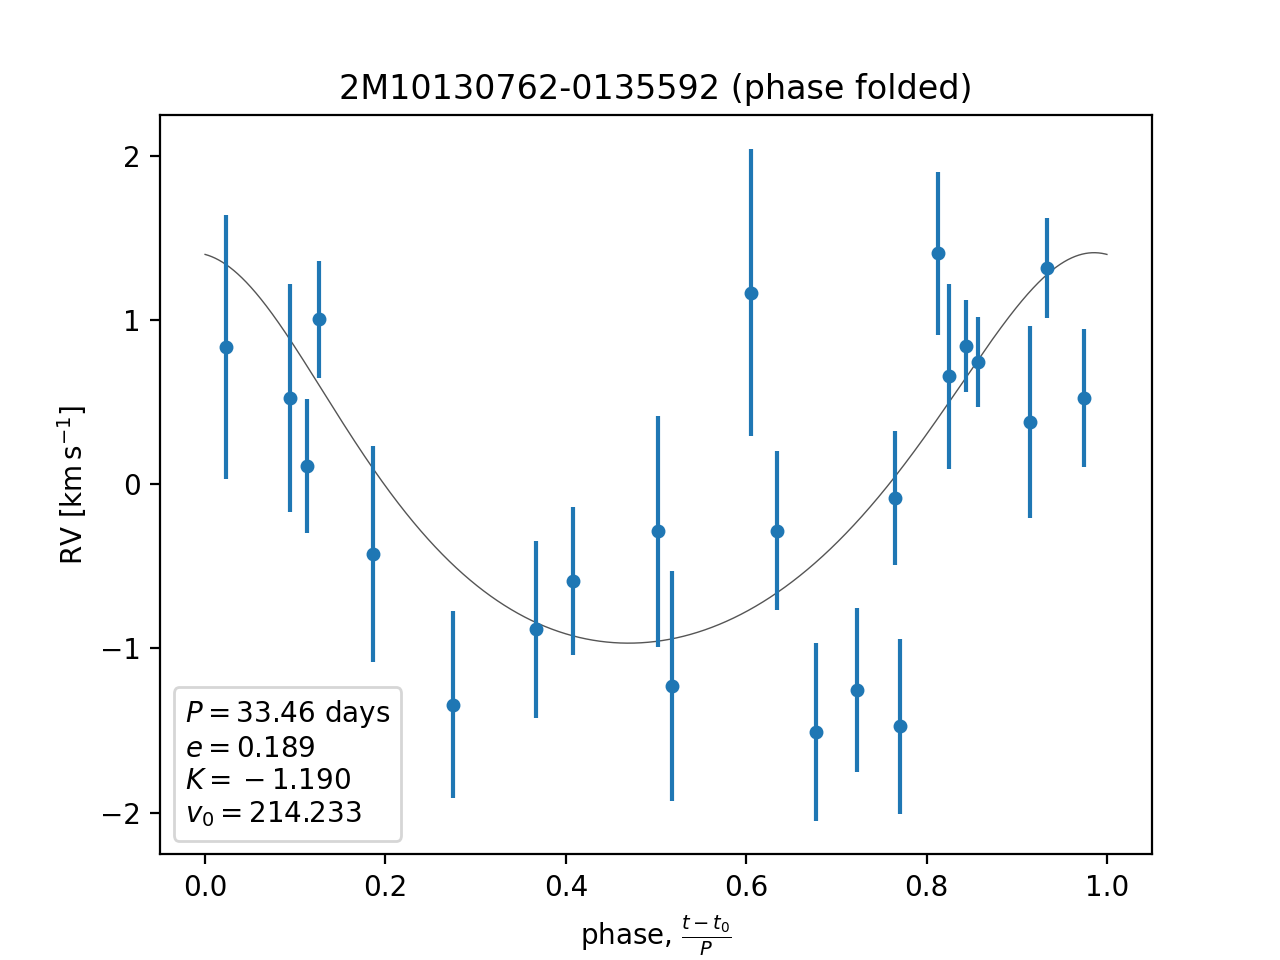 2M10130762-0135592 (phase folded)
RV [km s⁻¹]
2
1
0
−1
−2
P = 33.46 days
e = 0.189
K = −1.190
v₀ = 214.233
0.0 0.2 0.4 0.6 0.8 1.0
phase, (t − t₀)/P